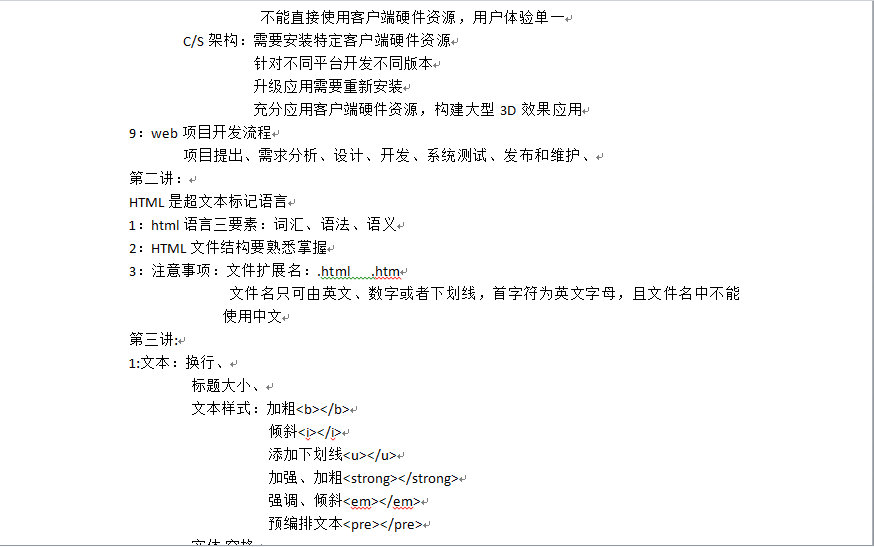 不能直接使用客户端硬件资源，用户体验单一
C/S 架构：需要安装特定客户端硬件资源
针对不同平台开发不同版本
升级应用需要重新安装
充分应用客户端硬件资源，构建大型 3D 效果应用
9：web 项目开发流程
项目提出、需求分析、设计、开发、系统测试、发布和维护、
第二讲：
HTML 是超文本标记语言
1：html 语言三要素：词汇、语法、语义
2：HTML 文件结构要熟悉掌握
3：注意事项：文件扩展名：.html .htm
文件名只可由英文、数字或者下划线，首字符为英文字母，且文件名中不能
使用中文
第三讲:
1:文本：换行、
标题大小、
文本样式：加粗<b></b>
倾斜<i></i>
添加下划线<u></u>
加强、加粗<strong></strong>
强调、倾斜<em></em>
预编排文本<pre></pre>